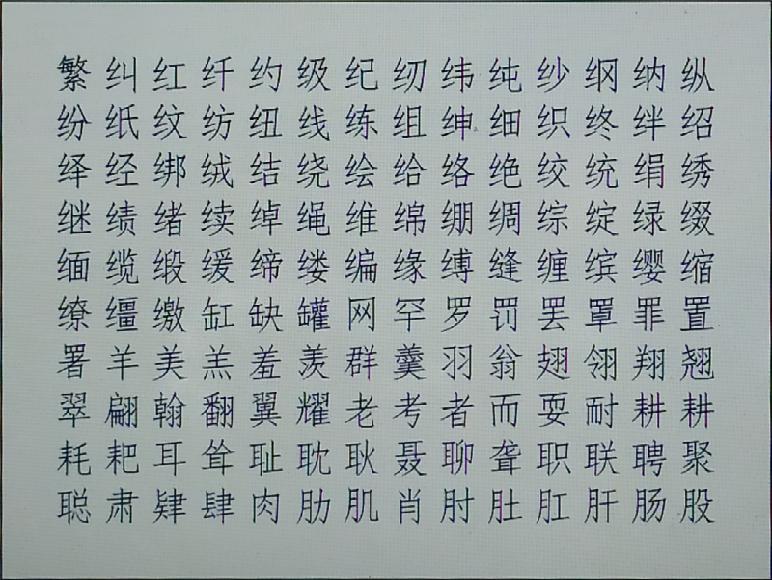 繁纠红纤约级纪纫纬纯纱纲纳纵
纷纸纹纺纽线练组绅细织终绊绍
绎经绑绒结绕绘给络绝绞统绢绣
继绩绪续绰绳维绵绷绸综绽绿缀
缅缆缎缓缔缕编缘缚缝缠缤缨缩
缭缰缴缸缺罐网罕罗罚罢罩罪置
署羊美羔羞羡群羹羽翁翅翎翔翘
翠翩翰翻翼耀老考者而耍耐耕耕
耗耙耳耸耻耽耿聂聊聋职联聘聚
聪肃肄肆肉肋肌肖肘肚肛肝肠股